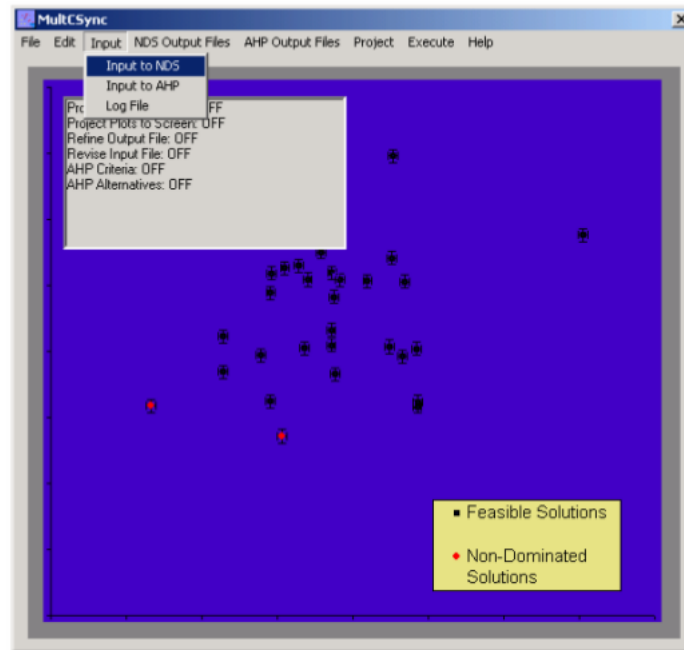 MultCSync
File Edit Input NDS Output Files AHP Output Files Project Execute Help
Input to NDS
Input to AHP
Log File
FF
Project Plots to Screen: OFF
Refine Output File: OFF
Revise Input File: OFF
AHP Criteria: OFF
AHP Alternatives: OFF
Feasible Solutions
Non-Dominated
Solutions